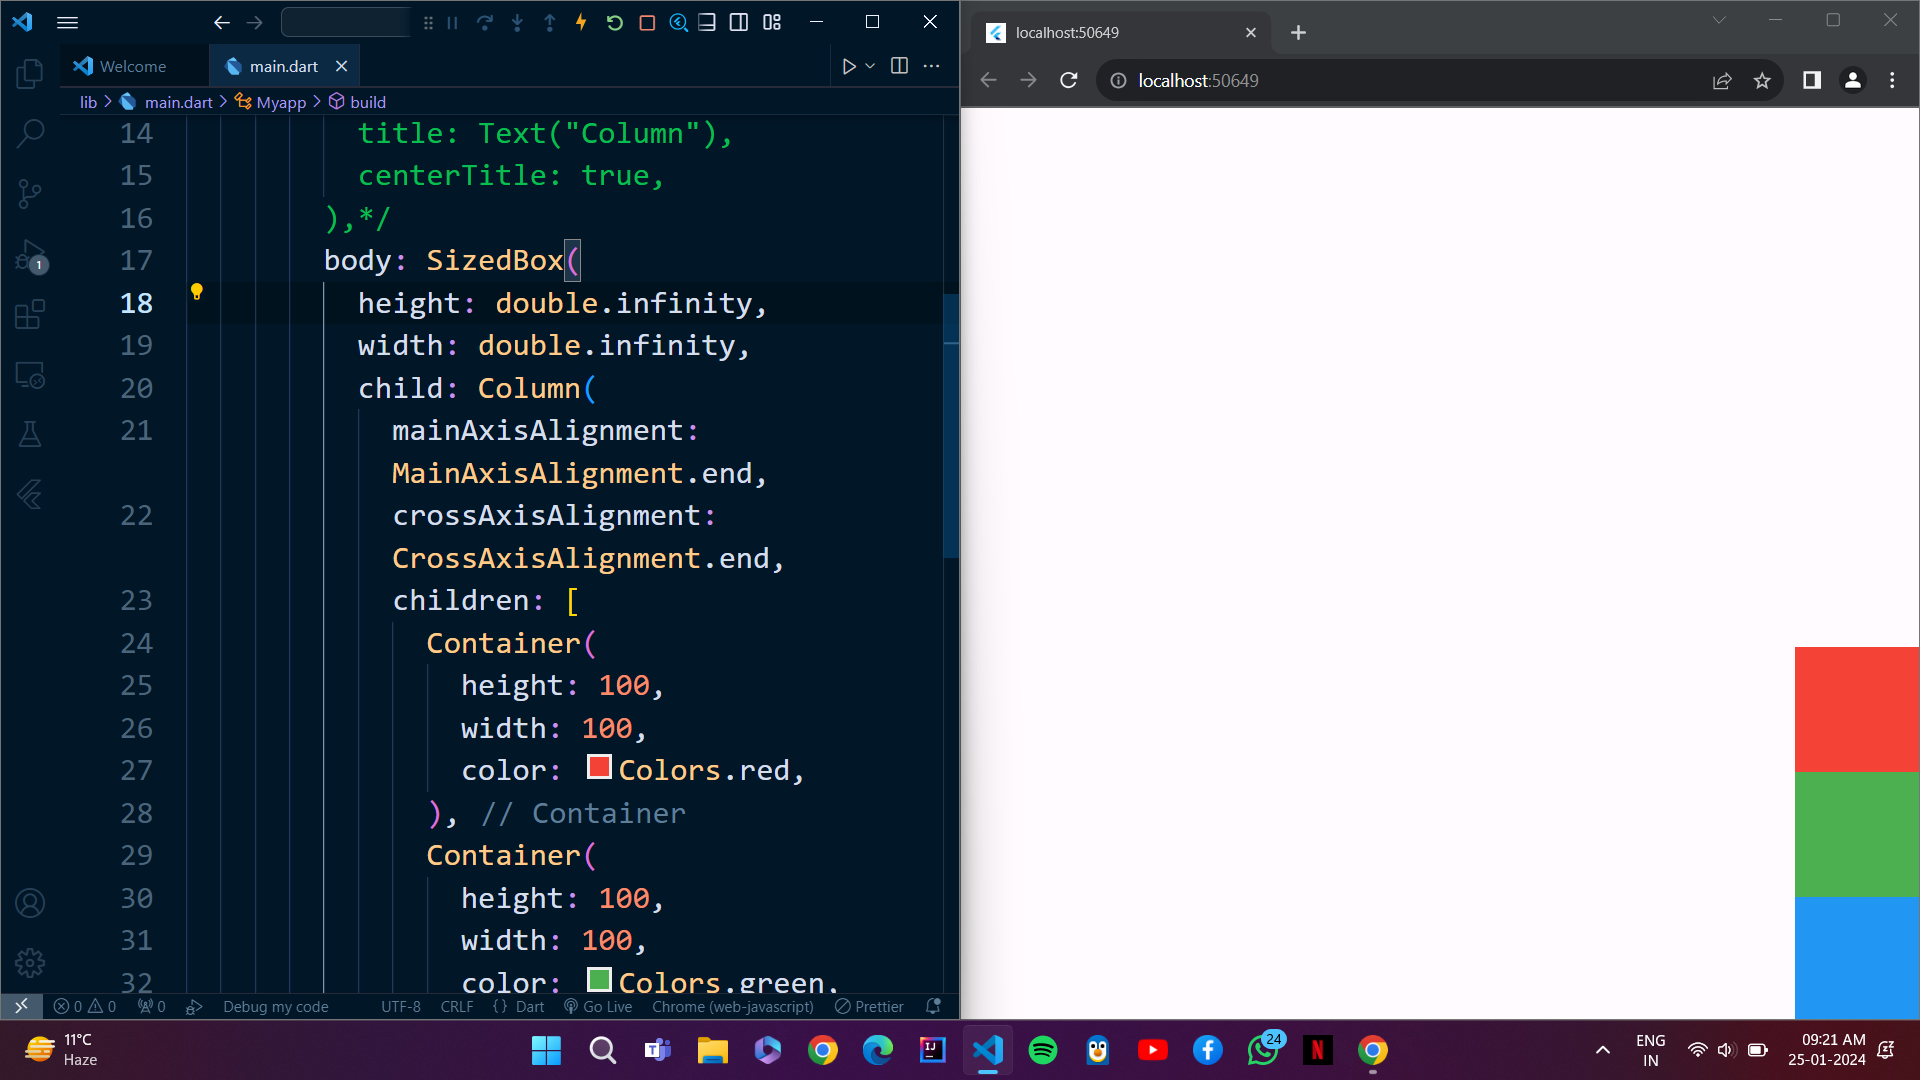 Welcome
main.dart
lib > main.dart > Myapp > build
14 title: Text("Column"),
15 centerTitle: true,
16 ),*/
17 body: SizedBox(
18 height: double.infinity,
19 width: double.infinity,
20 child: Column(
21 mainAxisAlignment:
MainAxisAlignment.end,
22 crossAxisAlignment:
CrossAxisAlignment.end,
23 children: [
24 Container(
25 height: 100,
26 width: 100,
27 color: Colors.red,
28 ), // Container
29 Container(
30 height: 100,
31 width: 100,
32 color: Colors.green,
1
0 0 0 Debug my code UTF-8 CRLF {} Dart Go Live Chrome (web-javascript) Prettier
localhost:50649
localhost:50649
11°C
Haze
IJ
N
24
ENG
IN
09:21 AM
25-01-2024